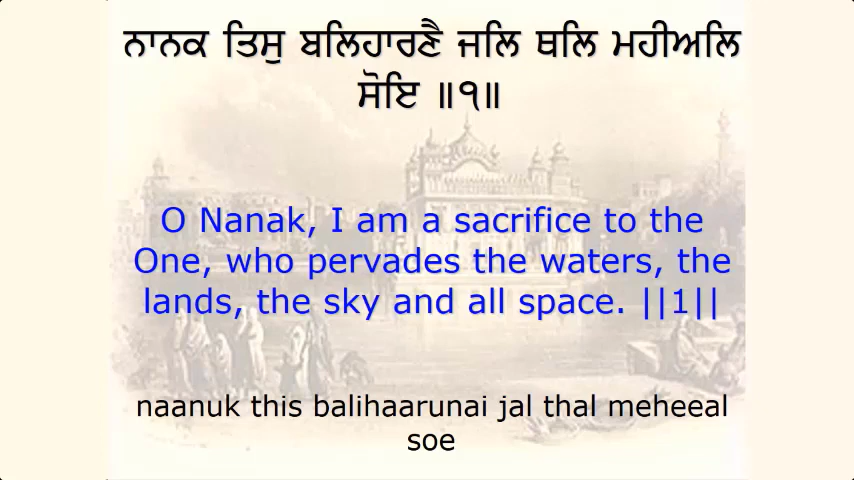 ਨਾਨਕ ਤਿਸੁ ਬਲਿਹਾਰਣੈ ਜਲਿ ਥਲਿ ਮਹੀਅਲਿ
ਸੋਇ ॥੧॥
O Nanak, I am a sacrifice to the
One, who pervades the waters, the
lands, the sky and all space. ||1||
naanuk this balihaarunai jal thal meheeal
soe